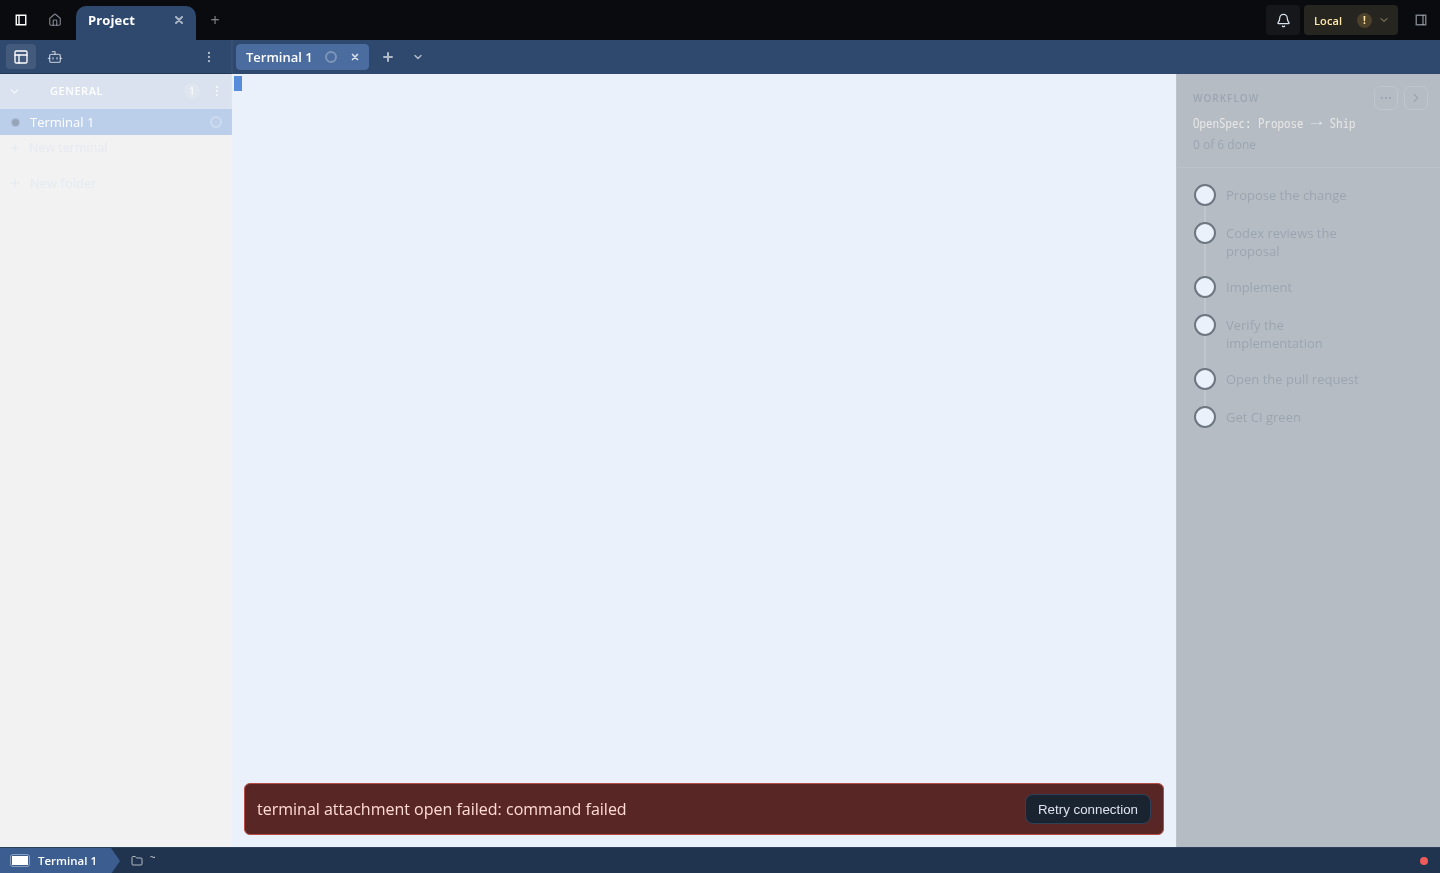 Project
Local
!
Terminal 1
GENERAL
1
Terminal 1
New terminal
New folder
WORKFLOW
OpenSpec: Propose → Ship
0 of 6 done
Propose the change
Codex reviews the
proposal
Implement
Verify the
implementation
Open the pull request
Get CI green
terminal attachment open failed: command failed
Retry connection
Terminal 1
~